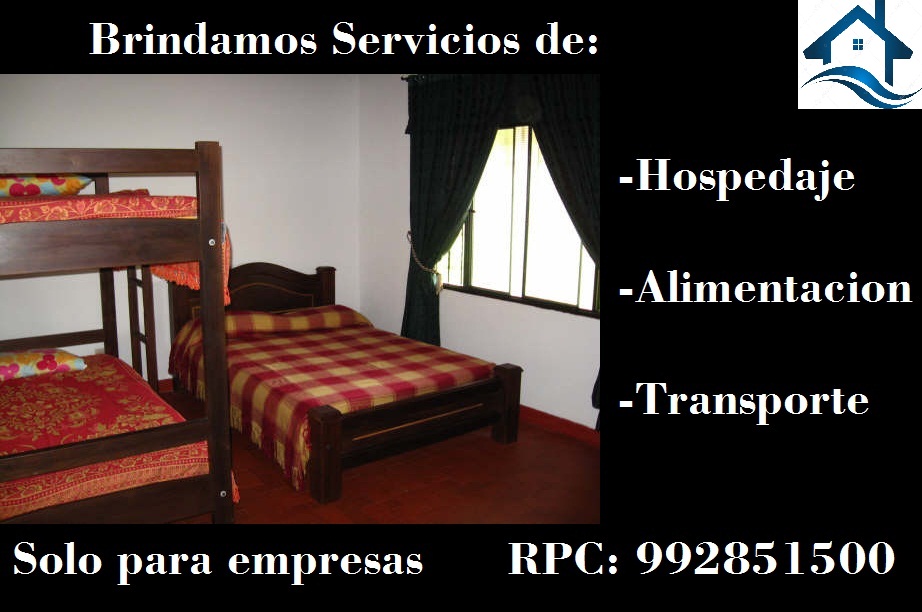 Brindamos Servicios de:
-Hospedaje
-Alimentacion
-Transporte
Solo para empresas
RPC: 992851500